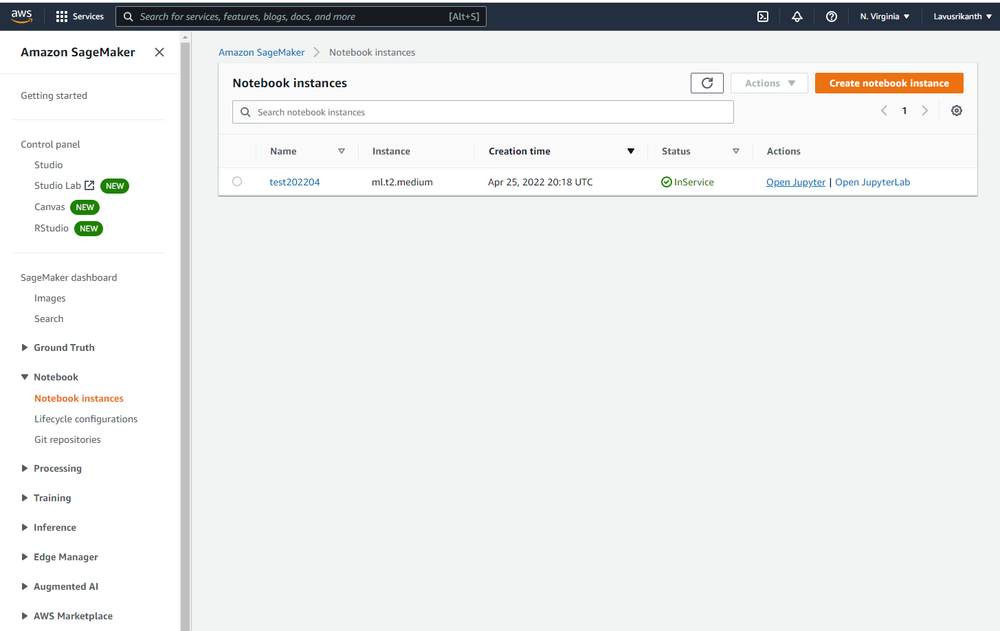 aws Services Search for services, features, blogs, docs, and more [Alt+S] N. Virginia Lavusrikanth
Amazon SageMaker
Getting started
Control panel
Studio
Studio Lab NEW
Canvas NEW
RStudio NEW
SageMaker dashboard
Images
Search
Ground Truth
Notebook
Notebook instances
Lifecycle configurations
Git repositories
Processing
Training
Inference
Edge Manager
Augmented AI
AWS Marketplace
Amazon SageMaker Notebook instances
Notebook instances Actions Create notebook instance
Search notebook instances 1
Name Instance Creation time Status Actions
test202204 ml.t2.medium Apr 25, 2022 20:18 UTC InService Open Jupyter | Open JupyterLab